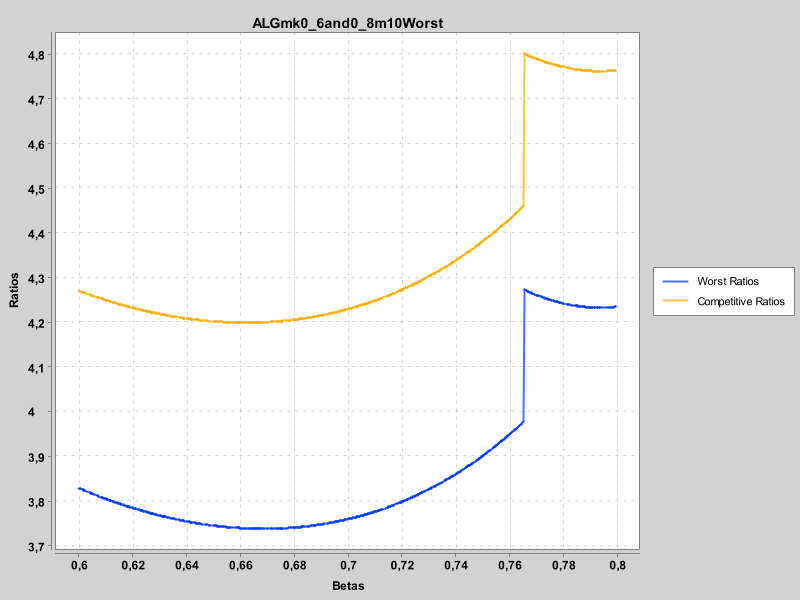 ALGmk0_6and0_8m10Worst
4,8
4,7
4,6
4,5
4,4
4,3
4,2
4,1
4
3,9
3,8
3,7
Ratios
0,6 0,62 0,64 0,66 0,68 0,7 0,72 0,74 0,76 0,78 0,8
Betas
Worst Ratios
Competitive Ratios